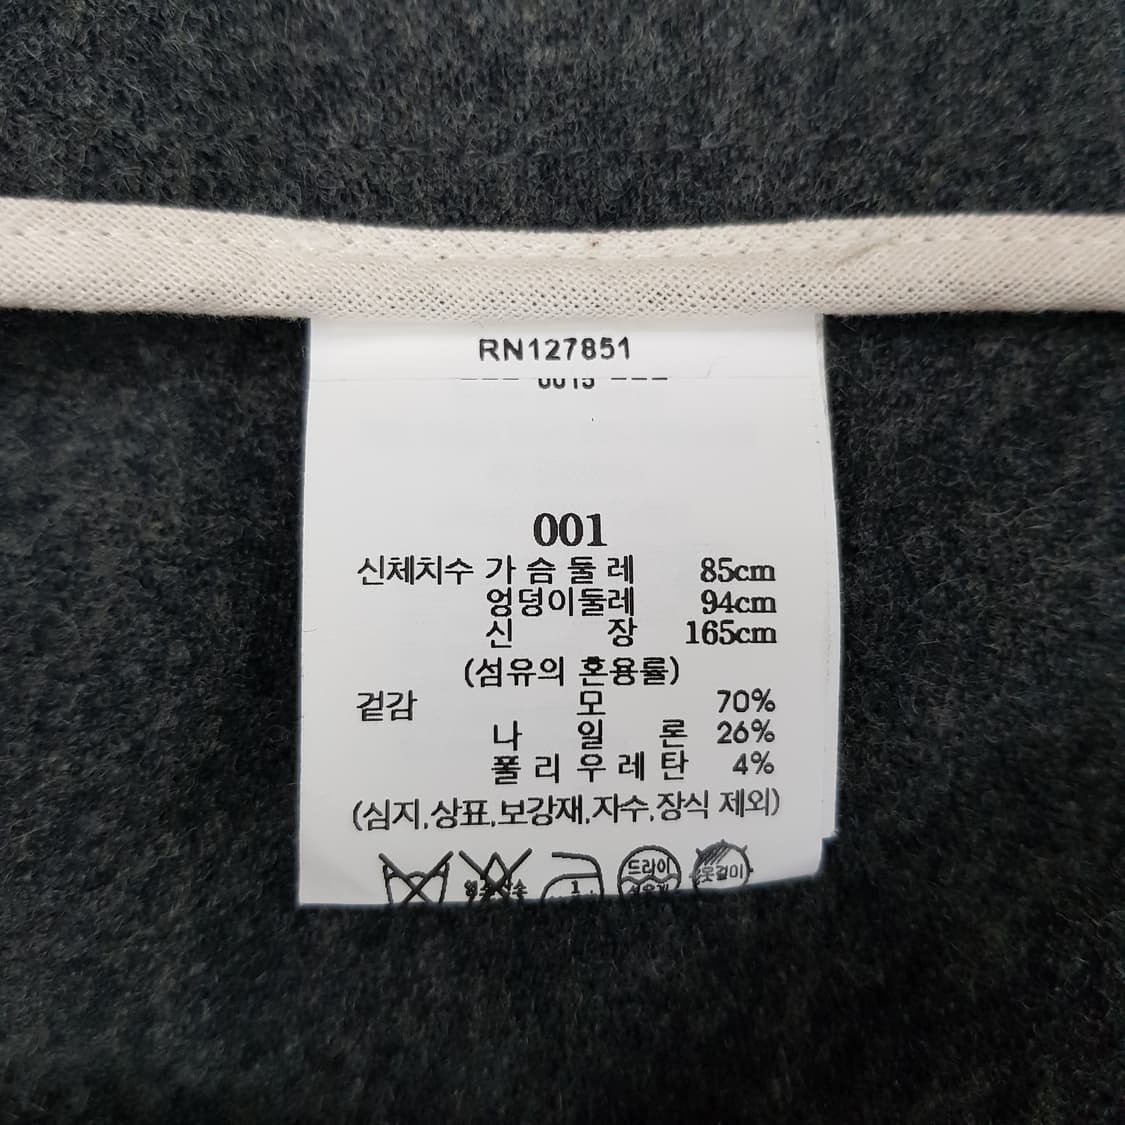 RN127851
--- 0015 ---
001
신체치수 가 슴 둘 레 85cm
엉덩이둘레 94cm
신 장 165cm
(섬유의 혼용률)
겉감 모 70%
나 일 론 26%
폴 리 우 레 탄 4%
(심지,상표,보강재,자수,장식 제외)
1 드라이 옷걸이